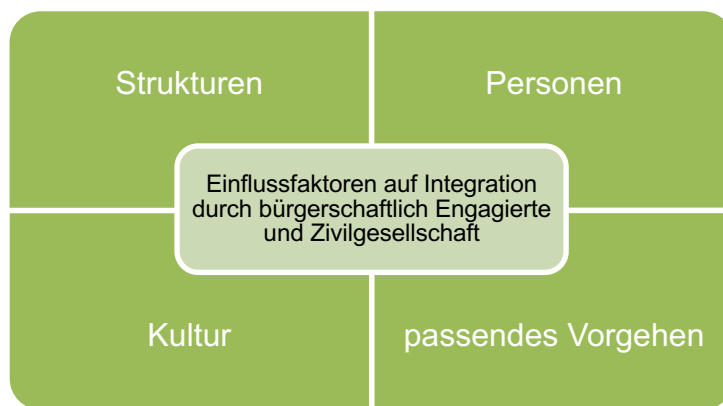 Strukturen
Personen
Einflussfaktoren auf Integration
durch bürgerschaftlich Engagierte
und Zivilgesellschaft
Kultur
passendes Vorgehen